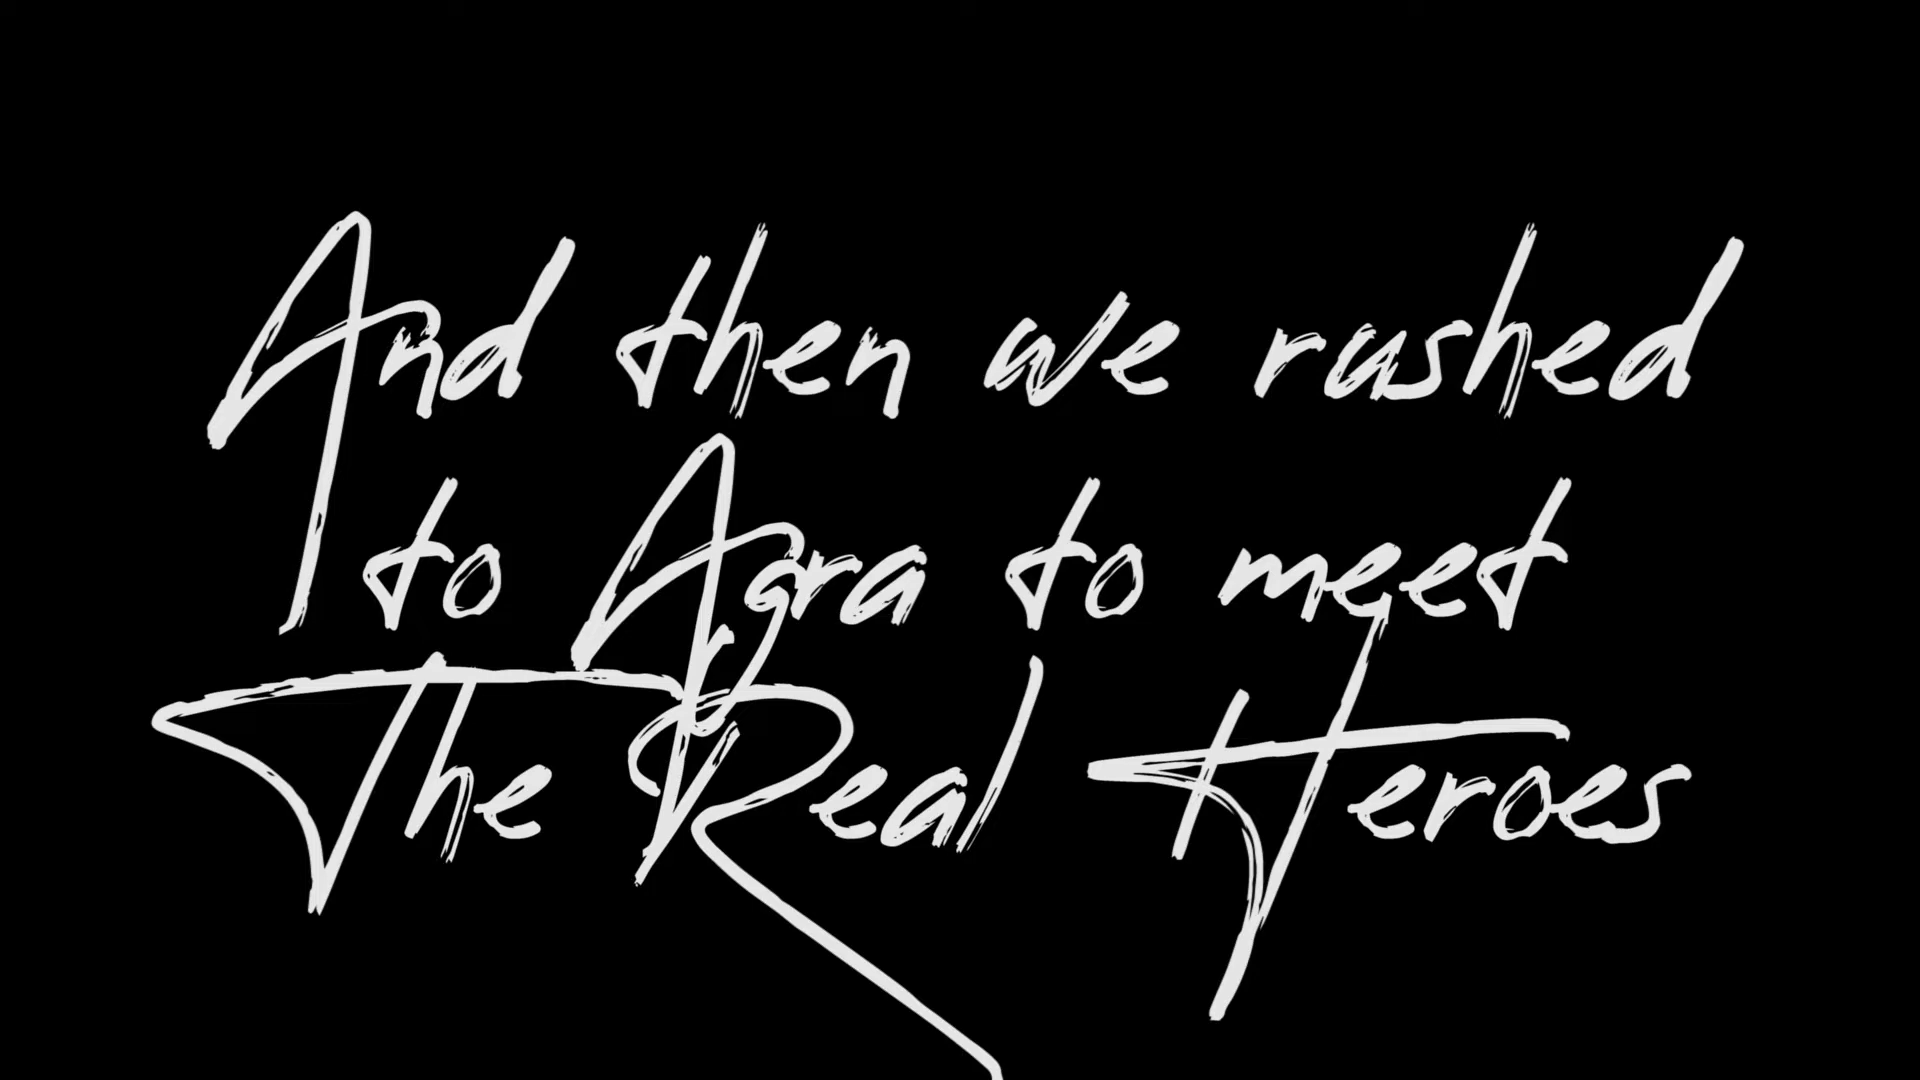 And then we rushed
to Agra to meet
The Real Heroes